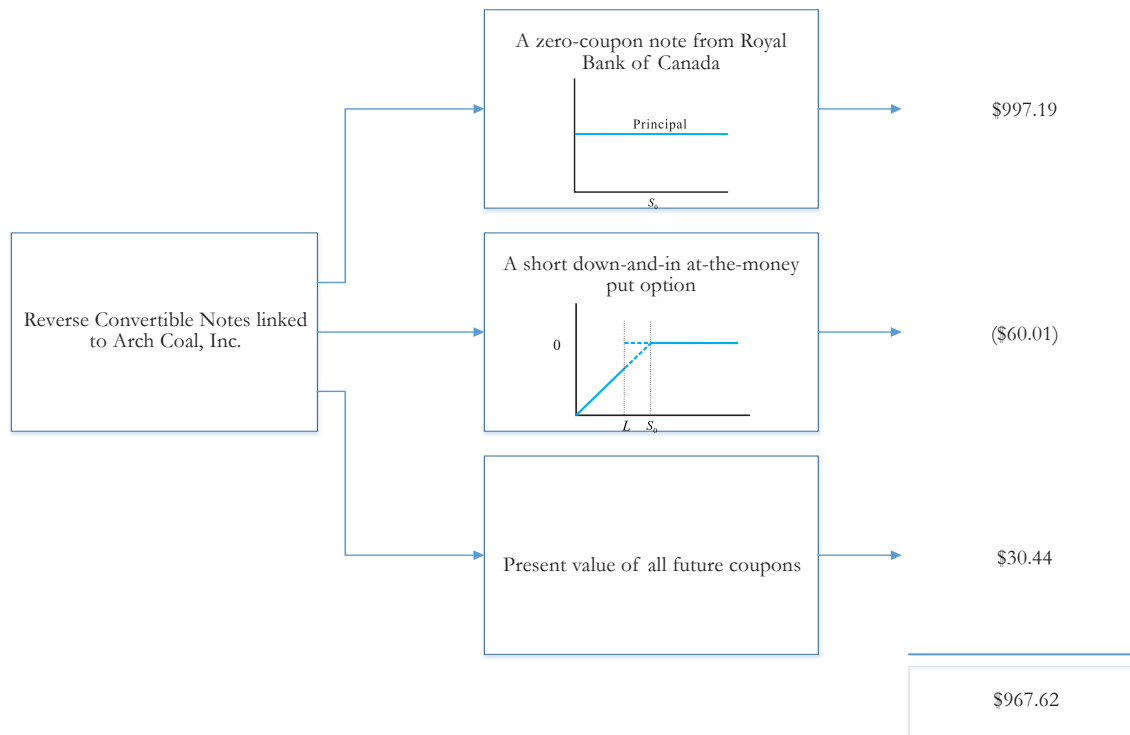 A zero-coupon note from Royal
Bank of Canada
Principal
S₀
$997.19
Reverse Convertible Notes linked
to Arch Coal, Inc.
A short down-and-in at-the-money
put option
0
L S₀
($60.01)
Present value of all future coupons
$30.44
$967.62